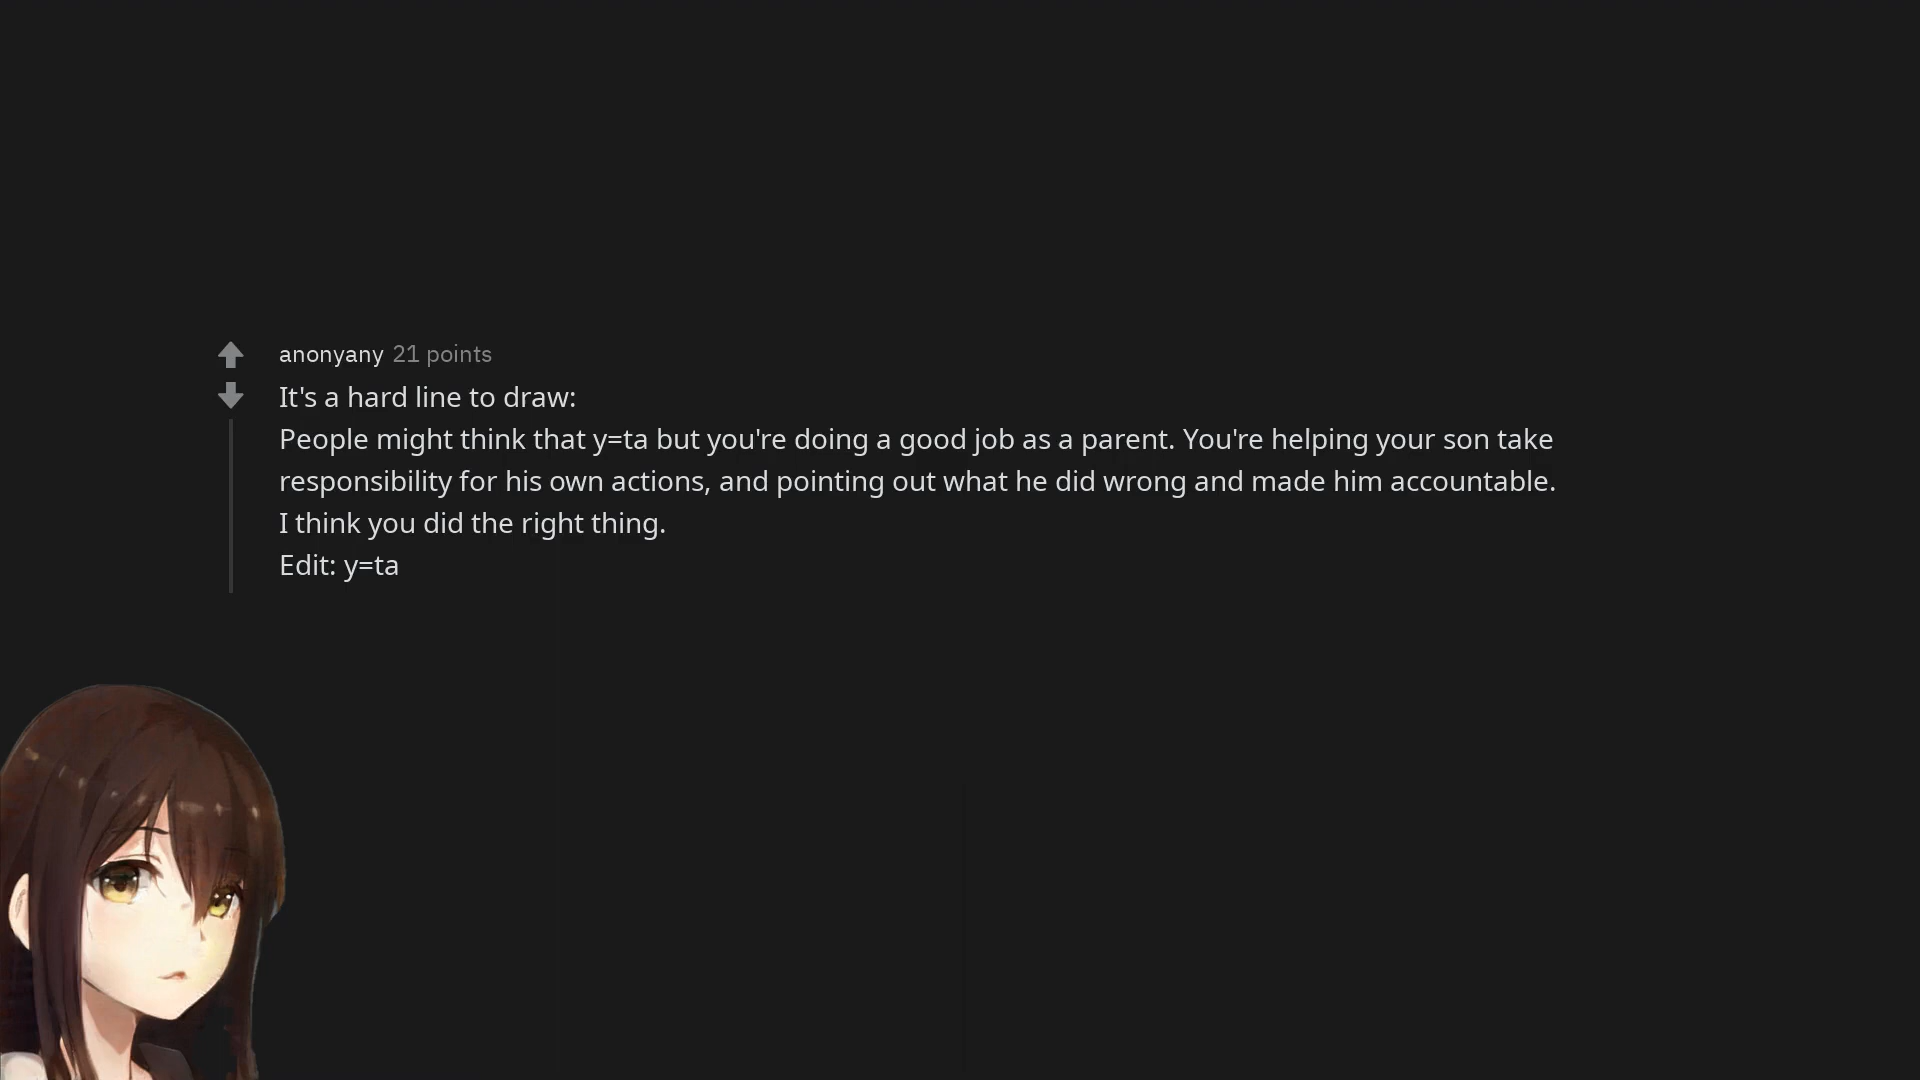 anonyany 21 points
It's a hard line to draw:
People might think that y=ta but you're doing a good job as a parent. You're helping your son take
responsibility for his own actions, and pointing out what he did wrong and made him accountable.
I think you did the right thing.
Edit: y=ta